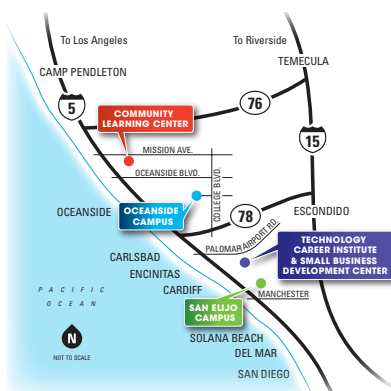 To Los Angeles
To Riverside
TEMECULA
CAMP PENDLETON
5
76
COMMUNITY
LEARNING CENTER
15
MISSION AVE.
OCEANSIDE BLVD.
COLLEGE BLVD.
OCEANSIDE
OCEANSIDE
CAMPUS
78
ESCONDIDO
PALOMAR AIRPORT RD.
TECHNOLOGY
CAREER INSTITUTE
& SMALL BUSINESS
DEVELOPMENT CENTER
CARLSBAD
ENCINITAS
CARDIFF
PACIFIC
OCEAN
MANCHESTER
SAN ELIJO
CAMPUS
N
NOT TO SCALE
SOLANA BEACH
DEL MAR
SAN DIEGO